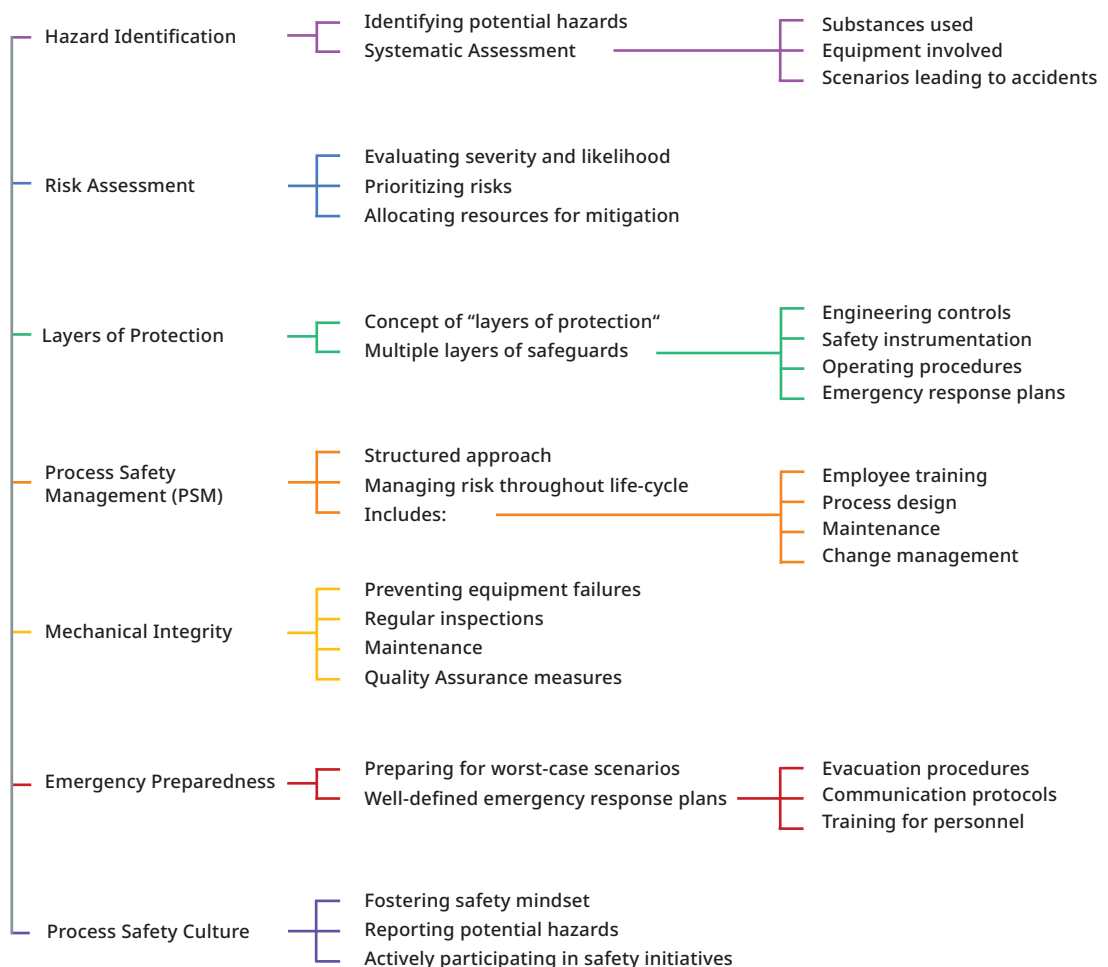 Hazard Identification
Identifying potential hazards
Systematic Assessment
Substances used
Equipment involved
Scenarios leading to accidents
Risk Assessment
Evaluating severity and likelihood
Prioritizing risks
Allocating resources for mitigation
Layers of Protection
Concept of “layers of protection“
Multiple layers of safeguards
Engineering controls
Safety instrumentation
Operating procedures
Emergency response plans
Process Safety
Management (PSM)
Structured approach
Managing risk throughout life-cycle
Includes:
Employee training
Process design
Maintenance
Change management
Mechanical Integrity
Preventing equipment failures
Regular inspections
Maintenance
Quality Assurance measures
Emergency Preparedness
Preparing for worst-case scenarios
Well-defined emergency response plans
Evacuation procedures
Communication protocols
Training for personnel
Process Safety Culture
Fostering safety mindset
Reporting potential hazards
Actively participating in safety initiatives